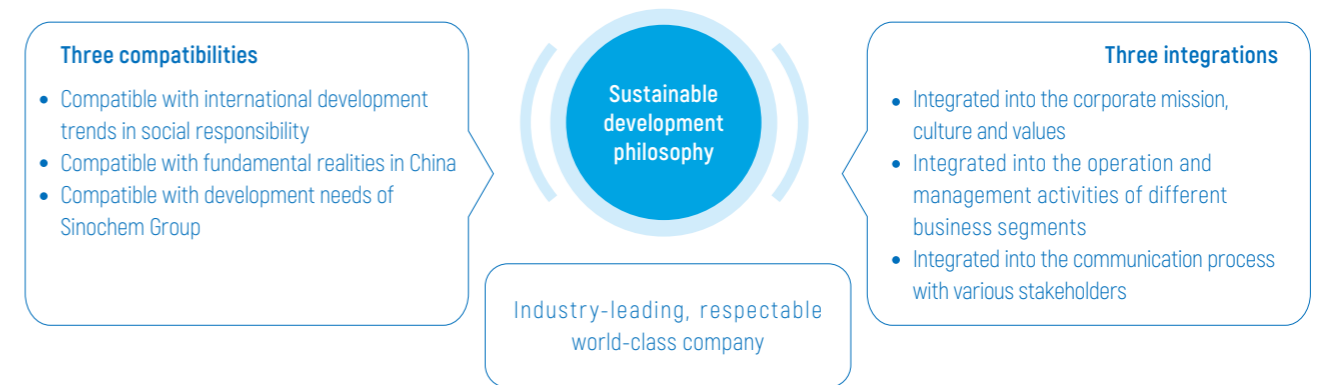 Three compatibilities
Compatible with international development
trends in social responsibility
Compatible with fundamental realities in China
Compatible with development needs of
Sinochem Group
Sustainable
development
philosophy
Industry-leading, respectable
world-class company
Three integrations
Integrated into the corporate mission,
culture and values
Integrated into the operation and
management activities of different
business segments
Integrated into the communication process
with various stakeholders